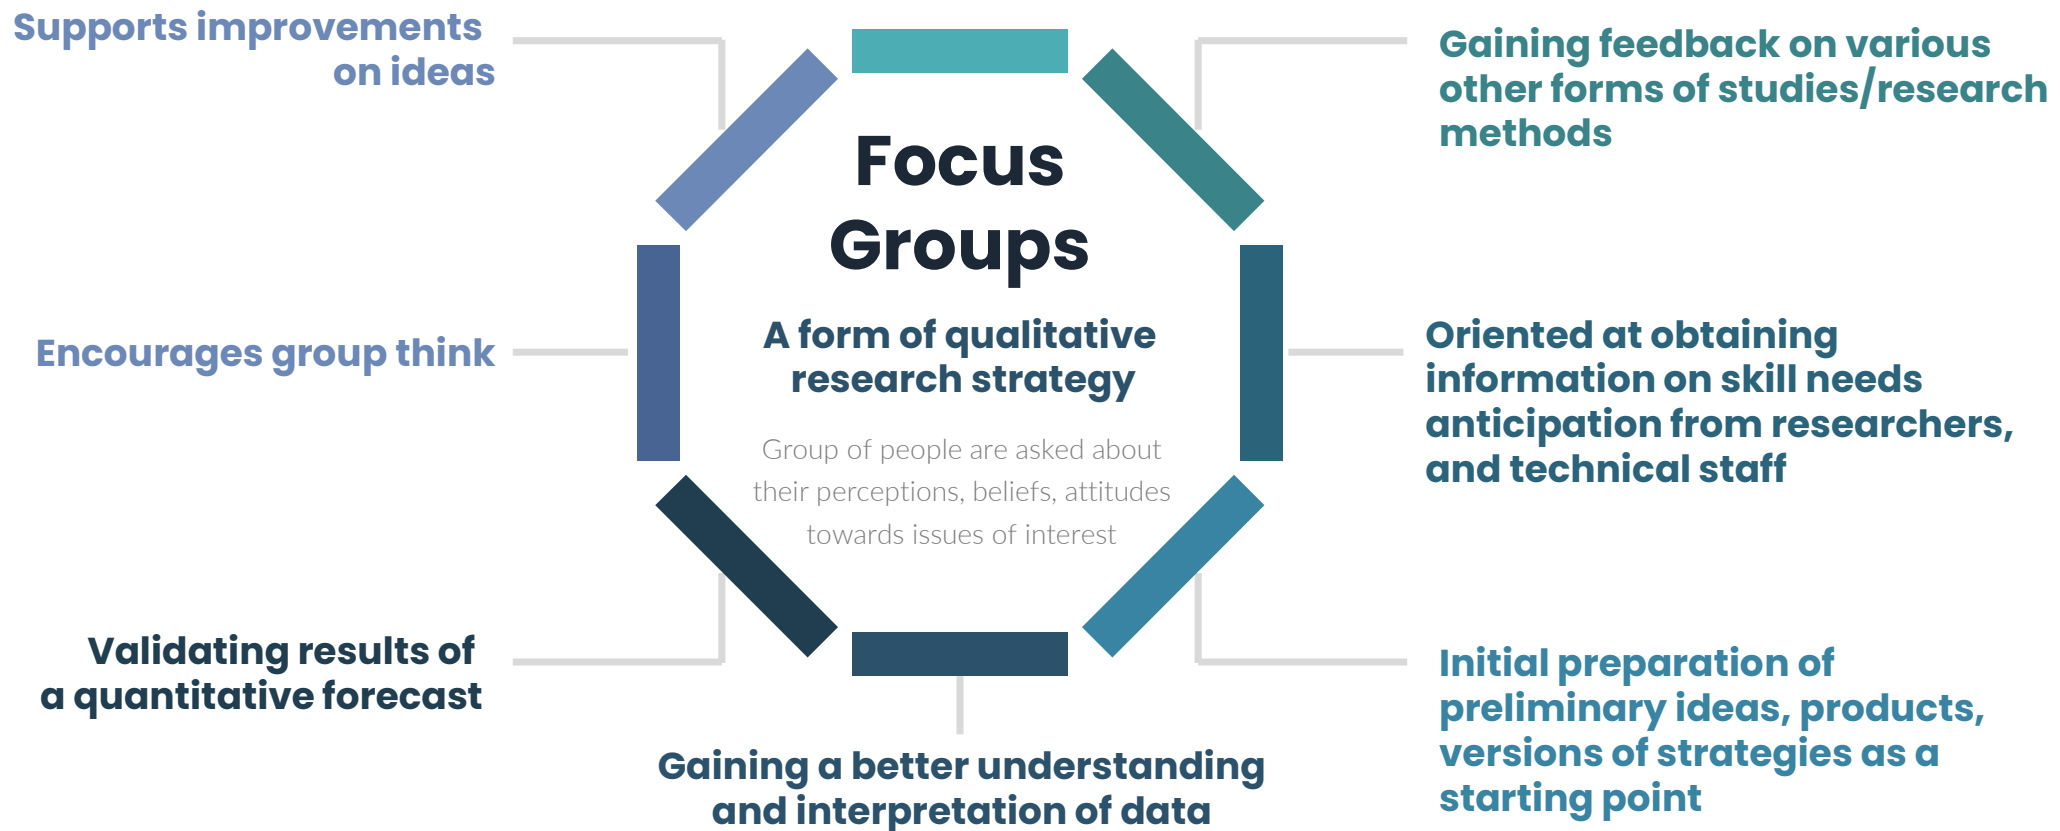 Supports improvements
on ideas
Gaining feedback on various
other forms of studies/research
methods
Focus
Groups
A form of qualitative
research strategy
Group of people are asked about
their perceptions, beliefs, attitudes
towards issues of interest
Encourages group think
Oriented at obtaining
information on skill needs
anticipation from researchers,
and technical staff
Validating results of
a quantitative forecast
Gaining a better understanding
and interpretation of data
Initial preparation of
preliminary ideas, products,
versions of strategies as a
starting point